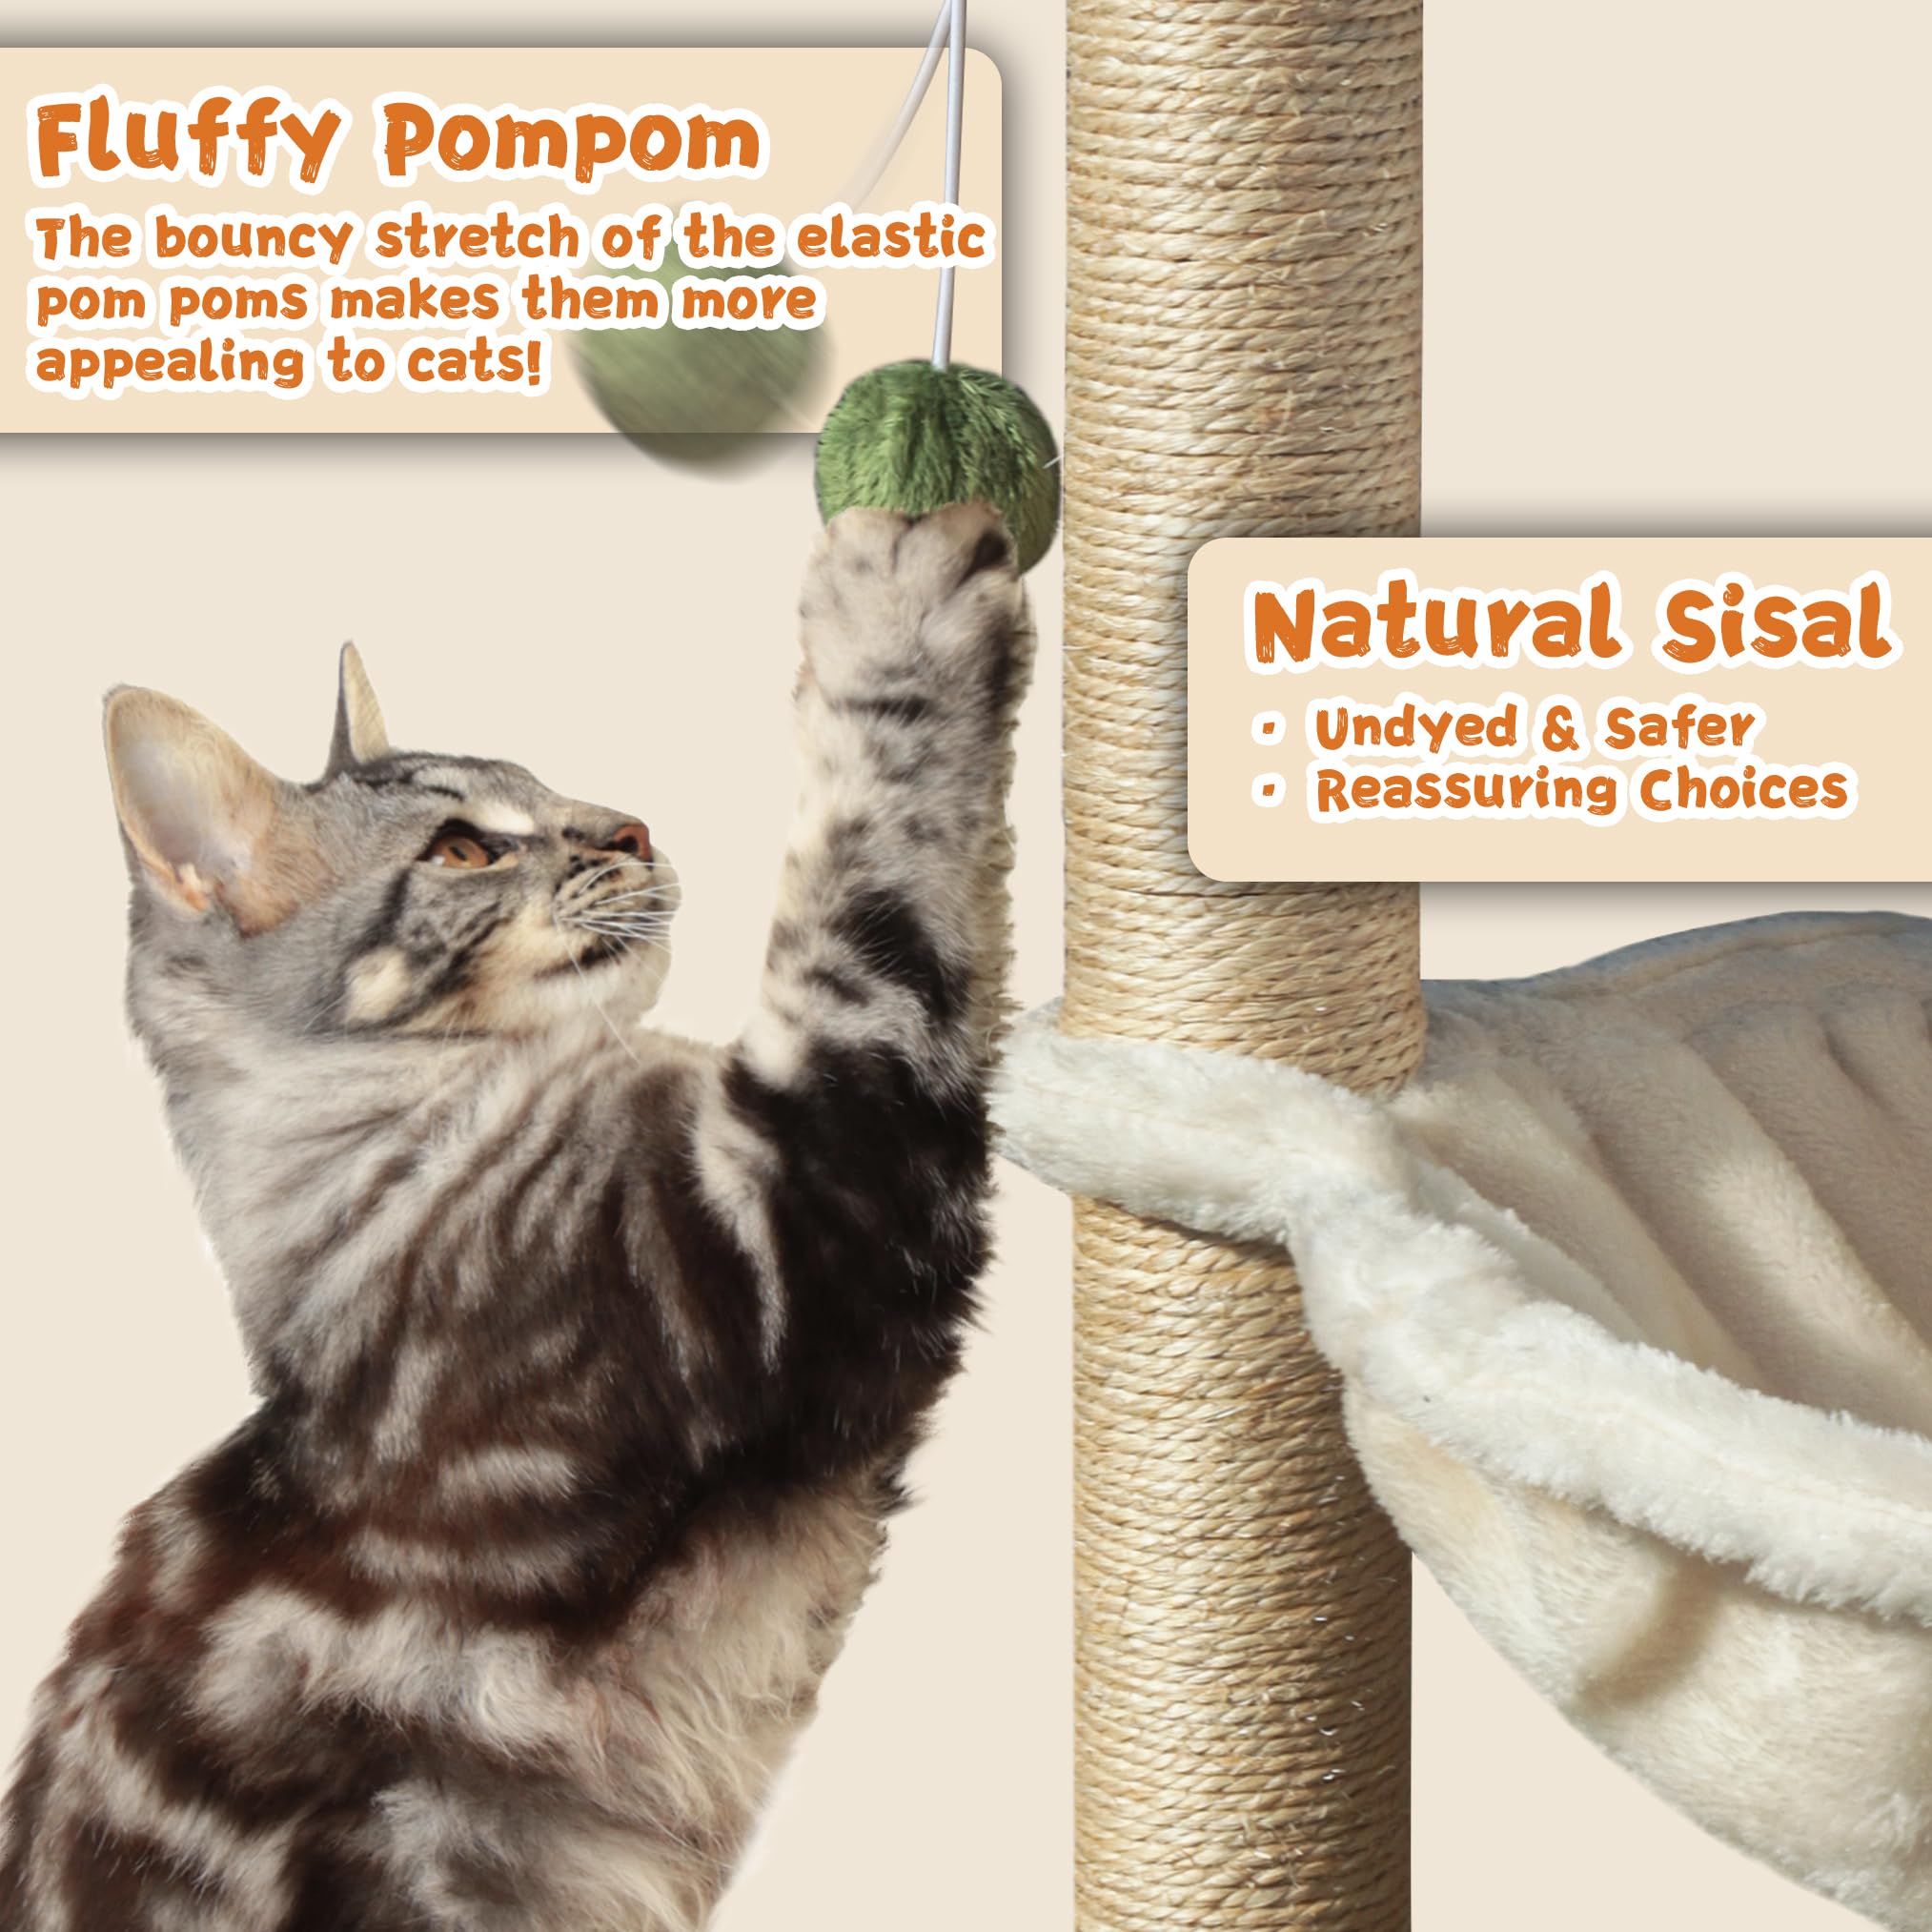 Fluffy Pompom
The bouncy stretch of the elastic
pom poms makes them more
appealing to cats!
Natural Sisal
• Undyed & Safer
• Reassuring Choices